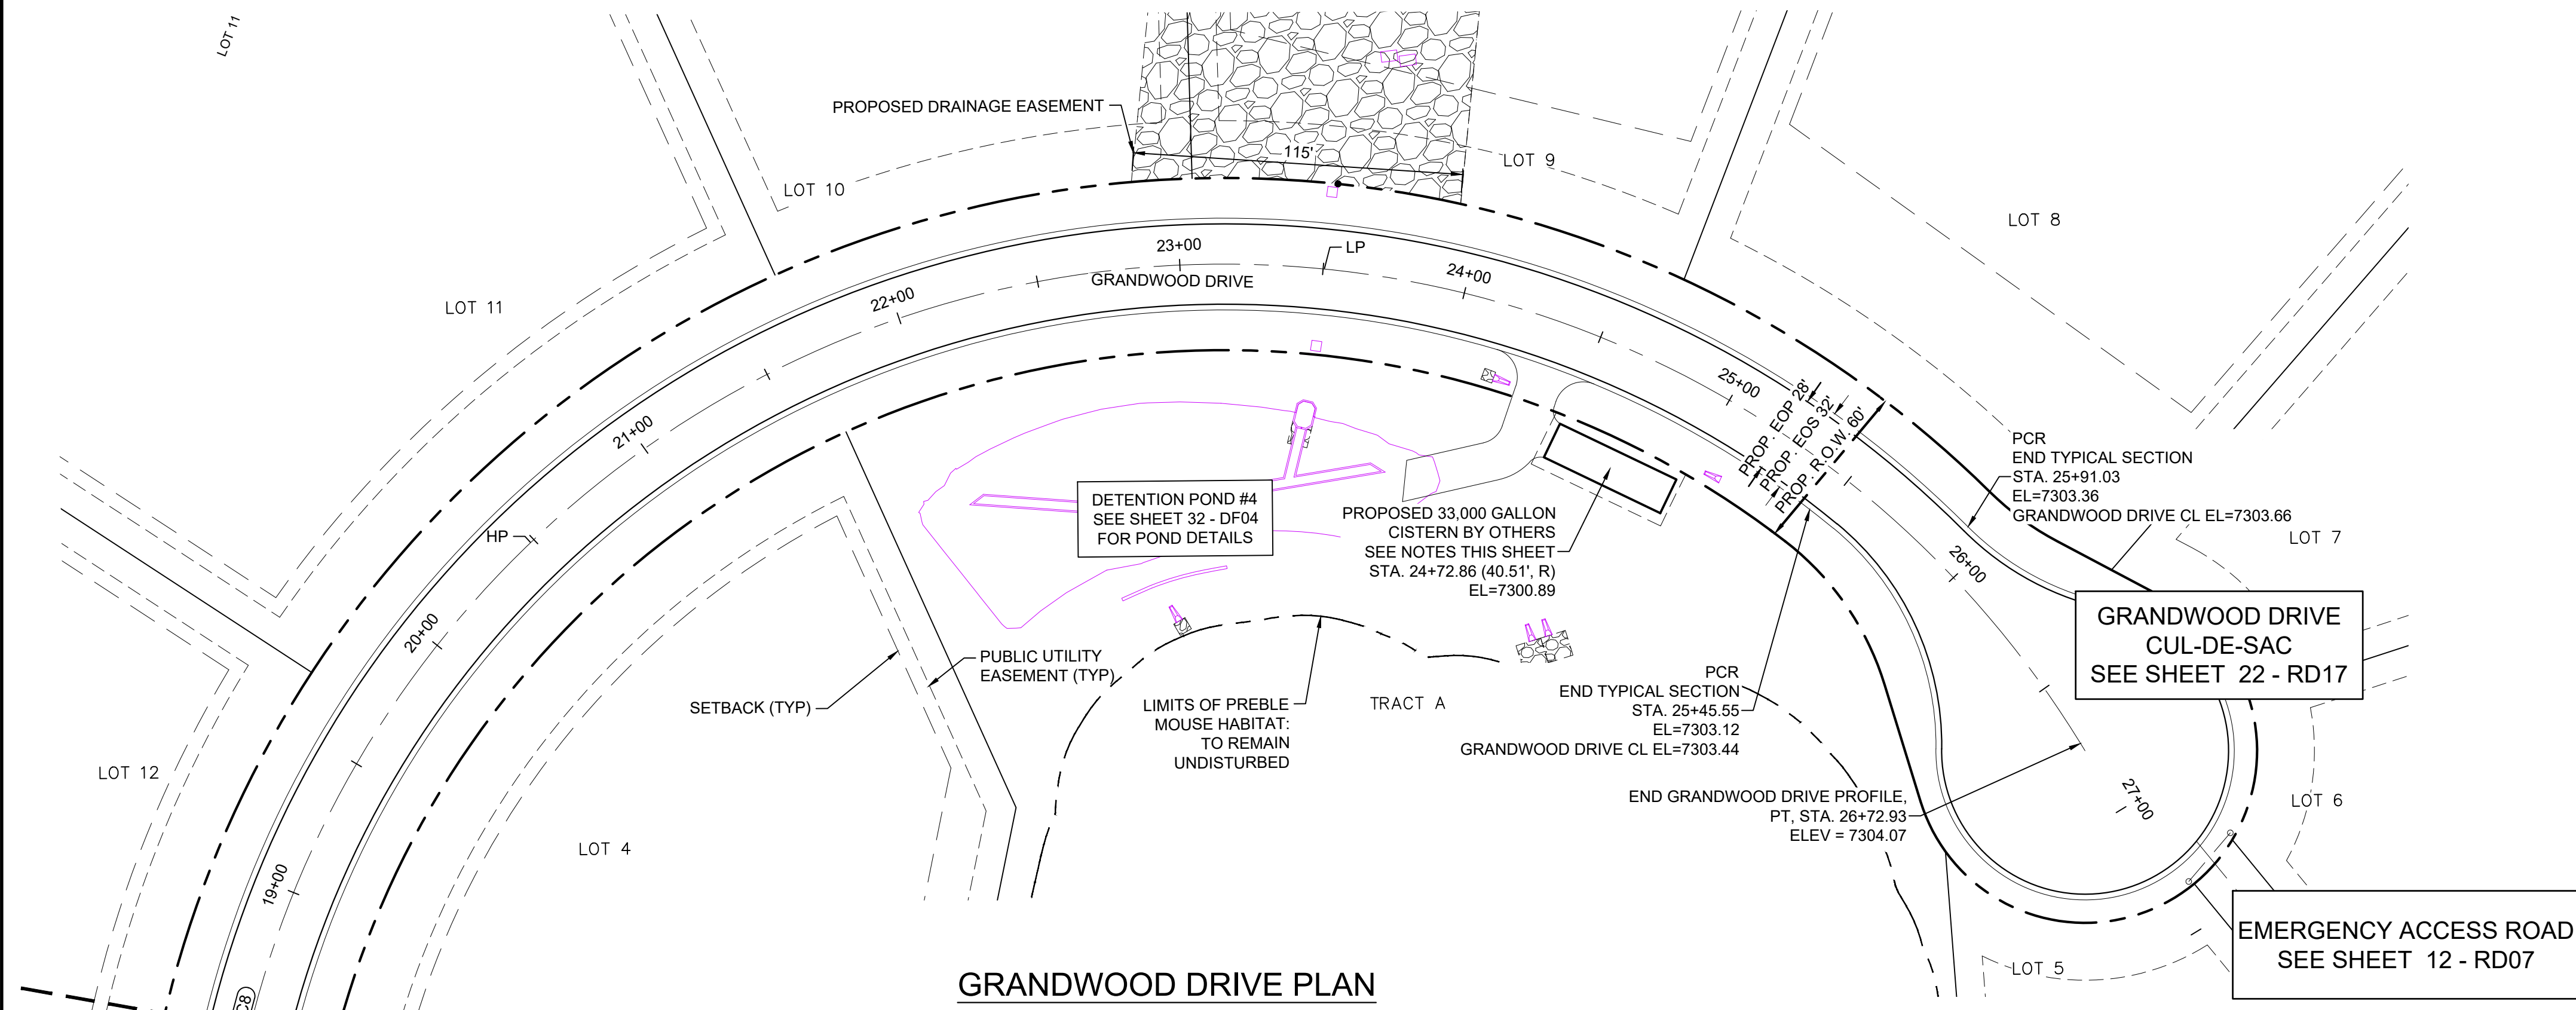 LOT 11
PROPOSED DRAINAGE EASEMENT
115'
LOT 9
LOT 10
LOT 8
23+00
LP
24+00
GRANDWOOD DRIVE
22+00
LOT 11
25+00
PROP. EOP 28'
PROP. EOS 32'
PROP. R.O.W. 60'
21+00
PCR
END TYPICAL SECTION
STA. 25+91.03
EL=7303.36
GRANDWOOD DRIVE CL EL=7303.66
LOT 7
DETENTION POND #4
SEE SHEET 32 - DF04
FOR POND DETAILS
PROPOSED 33,000 GALLON
CISTERN BY OTHERS
SEE NOTES THIS SHEET
STA. 24+72.86 (40.51', R)
EL=7300.89
HP
26+00
GRANDWOOD DRIVE
CUL-DE-SAC
SEE SHEET 22 - RD17
20+00
PUBLIC UTILITY
EASEMENT (TYP)
SETBACK (TYP)
LIMITS OF PREBLE
MOUSE HABITAT:
TO REMAIN
UNDISTURBED
TRACT A
PCR
END TYPICAL SECTION
STA. 25+45.55
EL=7303.12
GRANDWOOD DRIVE CL EL=7303.44
LOT 12
END GRANDWOOD DRIVE PROFILE,
PT, STA. 26+72.93
ELEV = 7304.07
27+00
LOT 6
LOT 4
19+00
EMERGENCY ACCESS ROAD
SEE SHEET 12 - RD07
LOT 5
C8
GRANDWOOD DRIVE PLAN